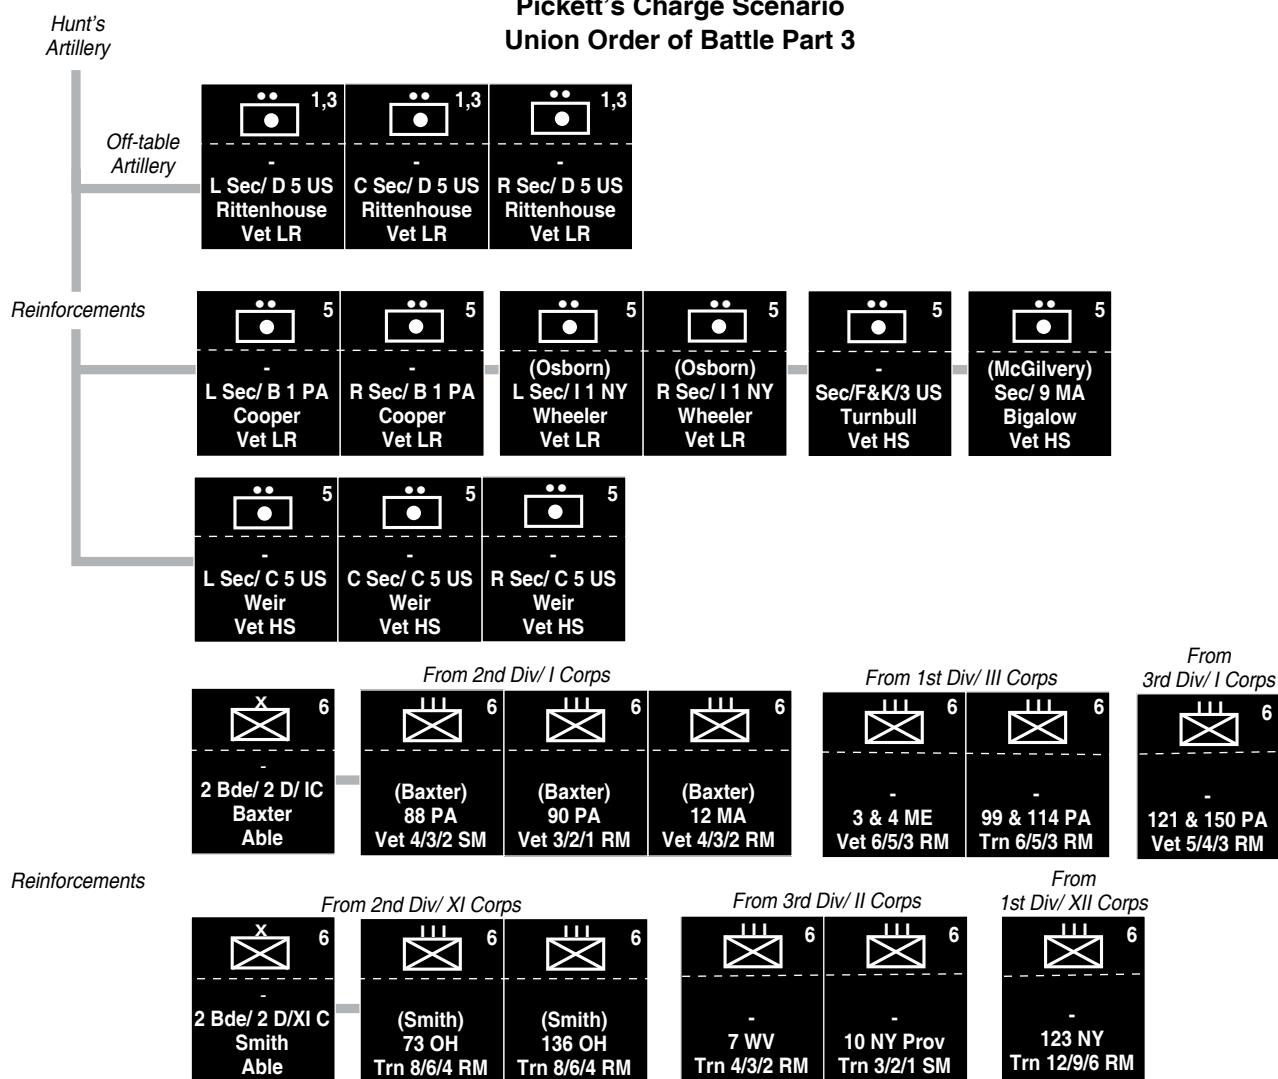 Pickett's Charge Scenario
Union Order of Battle Part 3
Hunt's
Artillery
Off-table
Artillery
1,3
-
L Sec/ D 5 US
Rittenhouse
Vet LR
1,3
-
C Sec/ D 5 US
Rittenhouse
Vet LR
1,3
-
R Sec/ D 5 US
Rittenhouse
Vet LR
Reinforcements
5
-
L Sec/ B 1 PA
Cooper
Vet LR
5
-
R Sec/ B 1 PA
Cooper
Vet LR
5
(Osborn)
L Sec/ I 1 NY
Wheeler
Vet LR
5
(Osborn)
R Sec/ I 1 NY
Wheeler
Vet LR
5
-
Sec/F&K/3 US
Turnbull
Vet HS
5
(McGilvery)
Sec/ 9 MA
Bigalow
Vet HS
5
-
L Sec/ C 5 US
Weir
Vet HS
5
-
C Sec/ C 5 US
Weir
Vet HS
5
-
R Sec/ C 5 US
Weir
Vet HS
X
6
-
2 Bde/ 2 D/ IC
Baxter
Able
From 2nd Div/ I Corps
III
6
(Baxter)
88 PA
Vet 4/3/2 SM
III
6
(Baxter)
90 PA
Vet 3/2/1 RM
III
6
(Baxter)
12 MA
Vet 4/3/2 RM
From 1st Div/ III Corps
III
6
-
3 & 4 ME
Vet 6/5/3 RM
III
6
-
99 & 114 PA
Trn 6/5/3 RM
From
3rd Div/ I Corps
III
6
-
121 & 150 PA
Vet 5/4/3 RM
Reinforcements
X
6
-
2 Bde/ 2 D/XI C
Smith
Able
From 2nd Div/ XI Corps
III
6
(Smith)
73 OH
Trn 8/6/4 RM
III
6
(Smith)
136 OH
Trn 8/6/4 RM
From 3rd Div/ II Corps
III
6
-
7 WV
Trn 4/3/2 RM
III
6
-
10 NY Prov
Trn 3/2/1 SM
From
1st Div/ XII Corps
III
6
-
123 NY
Trn 12/9/6 RM